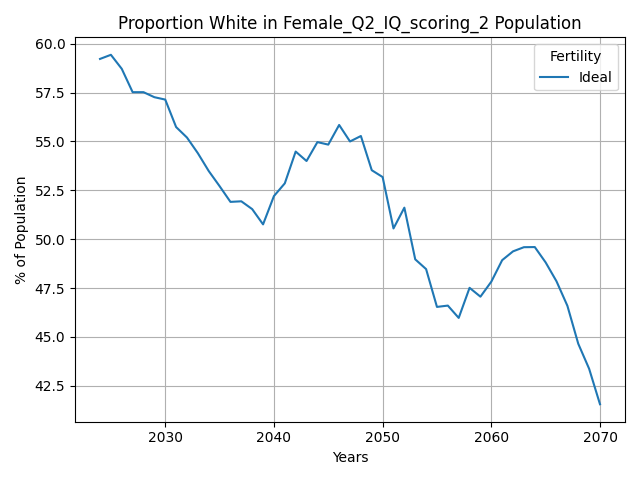 Proportion White in Female_Q2_IQ_scoring_2 Population
Fertility
Ideal
% of Population
60.0
57.5
55.0
52.5
50.0
47.5
45.0
42.5
2030 2040 2050 2060 2070
Years